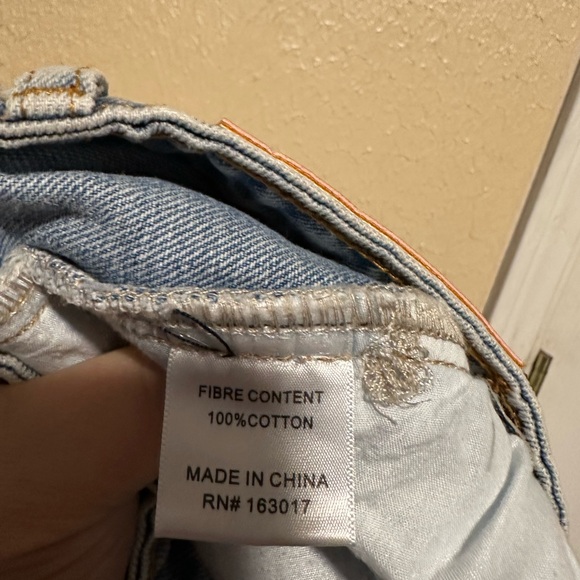 FIBRE CONTENT
100%COTTON
MADE IN CHINA
RN# 163017